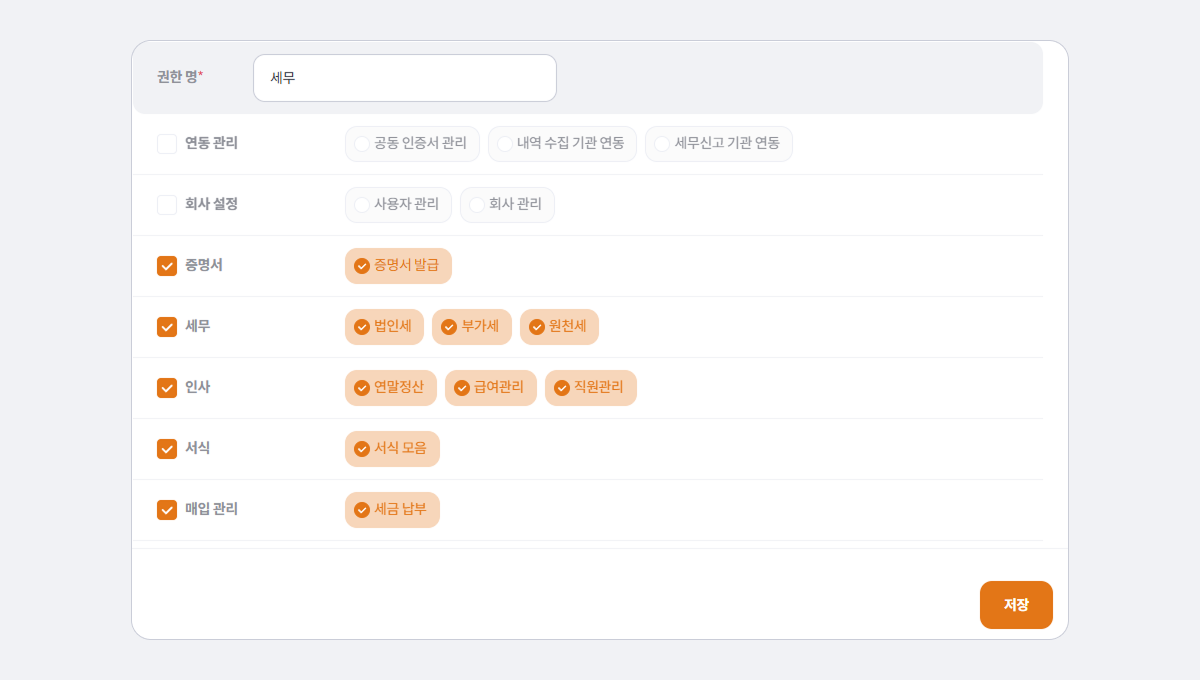 권한 명*
세무
연동 관리 공동 인증서 관리 내역 수집 기관 연동 세무신고 기관 연동
회사 설정 사용자 관리 회사 관리
증명서 증명서 발급
세무 법인세 부가세 원천세
인사 연말정산 급여관리 직원관리
서식 서식 모음
매입 관리 세금 납부
저장